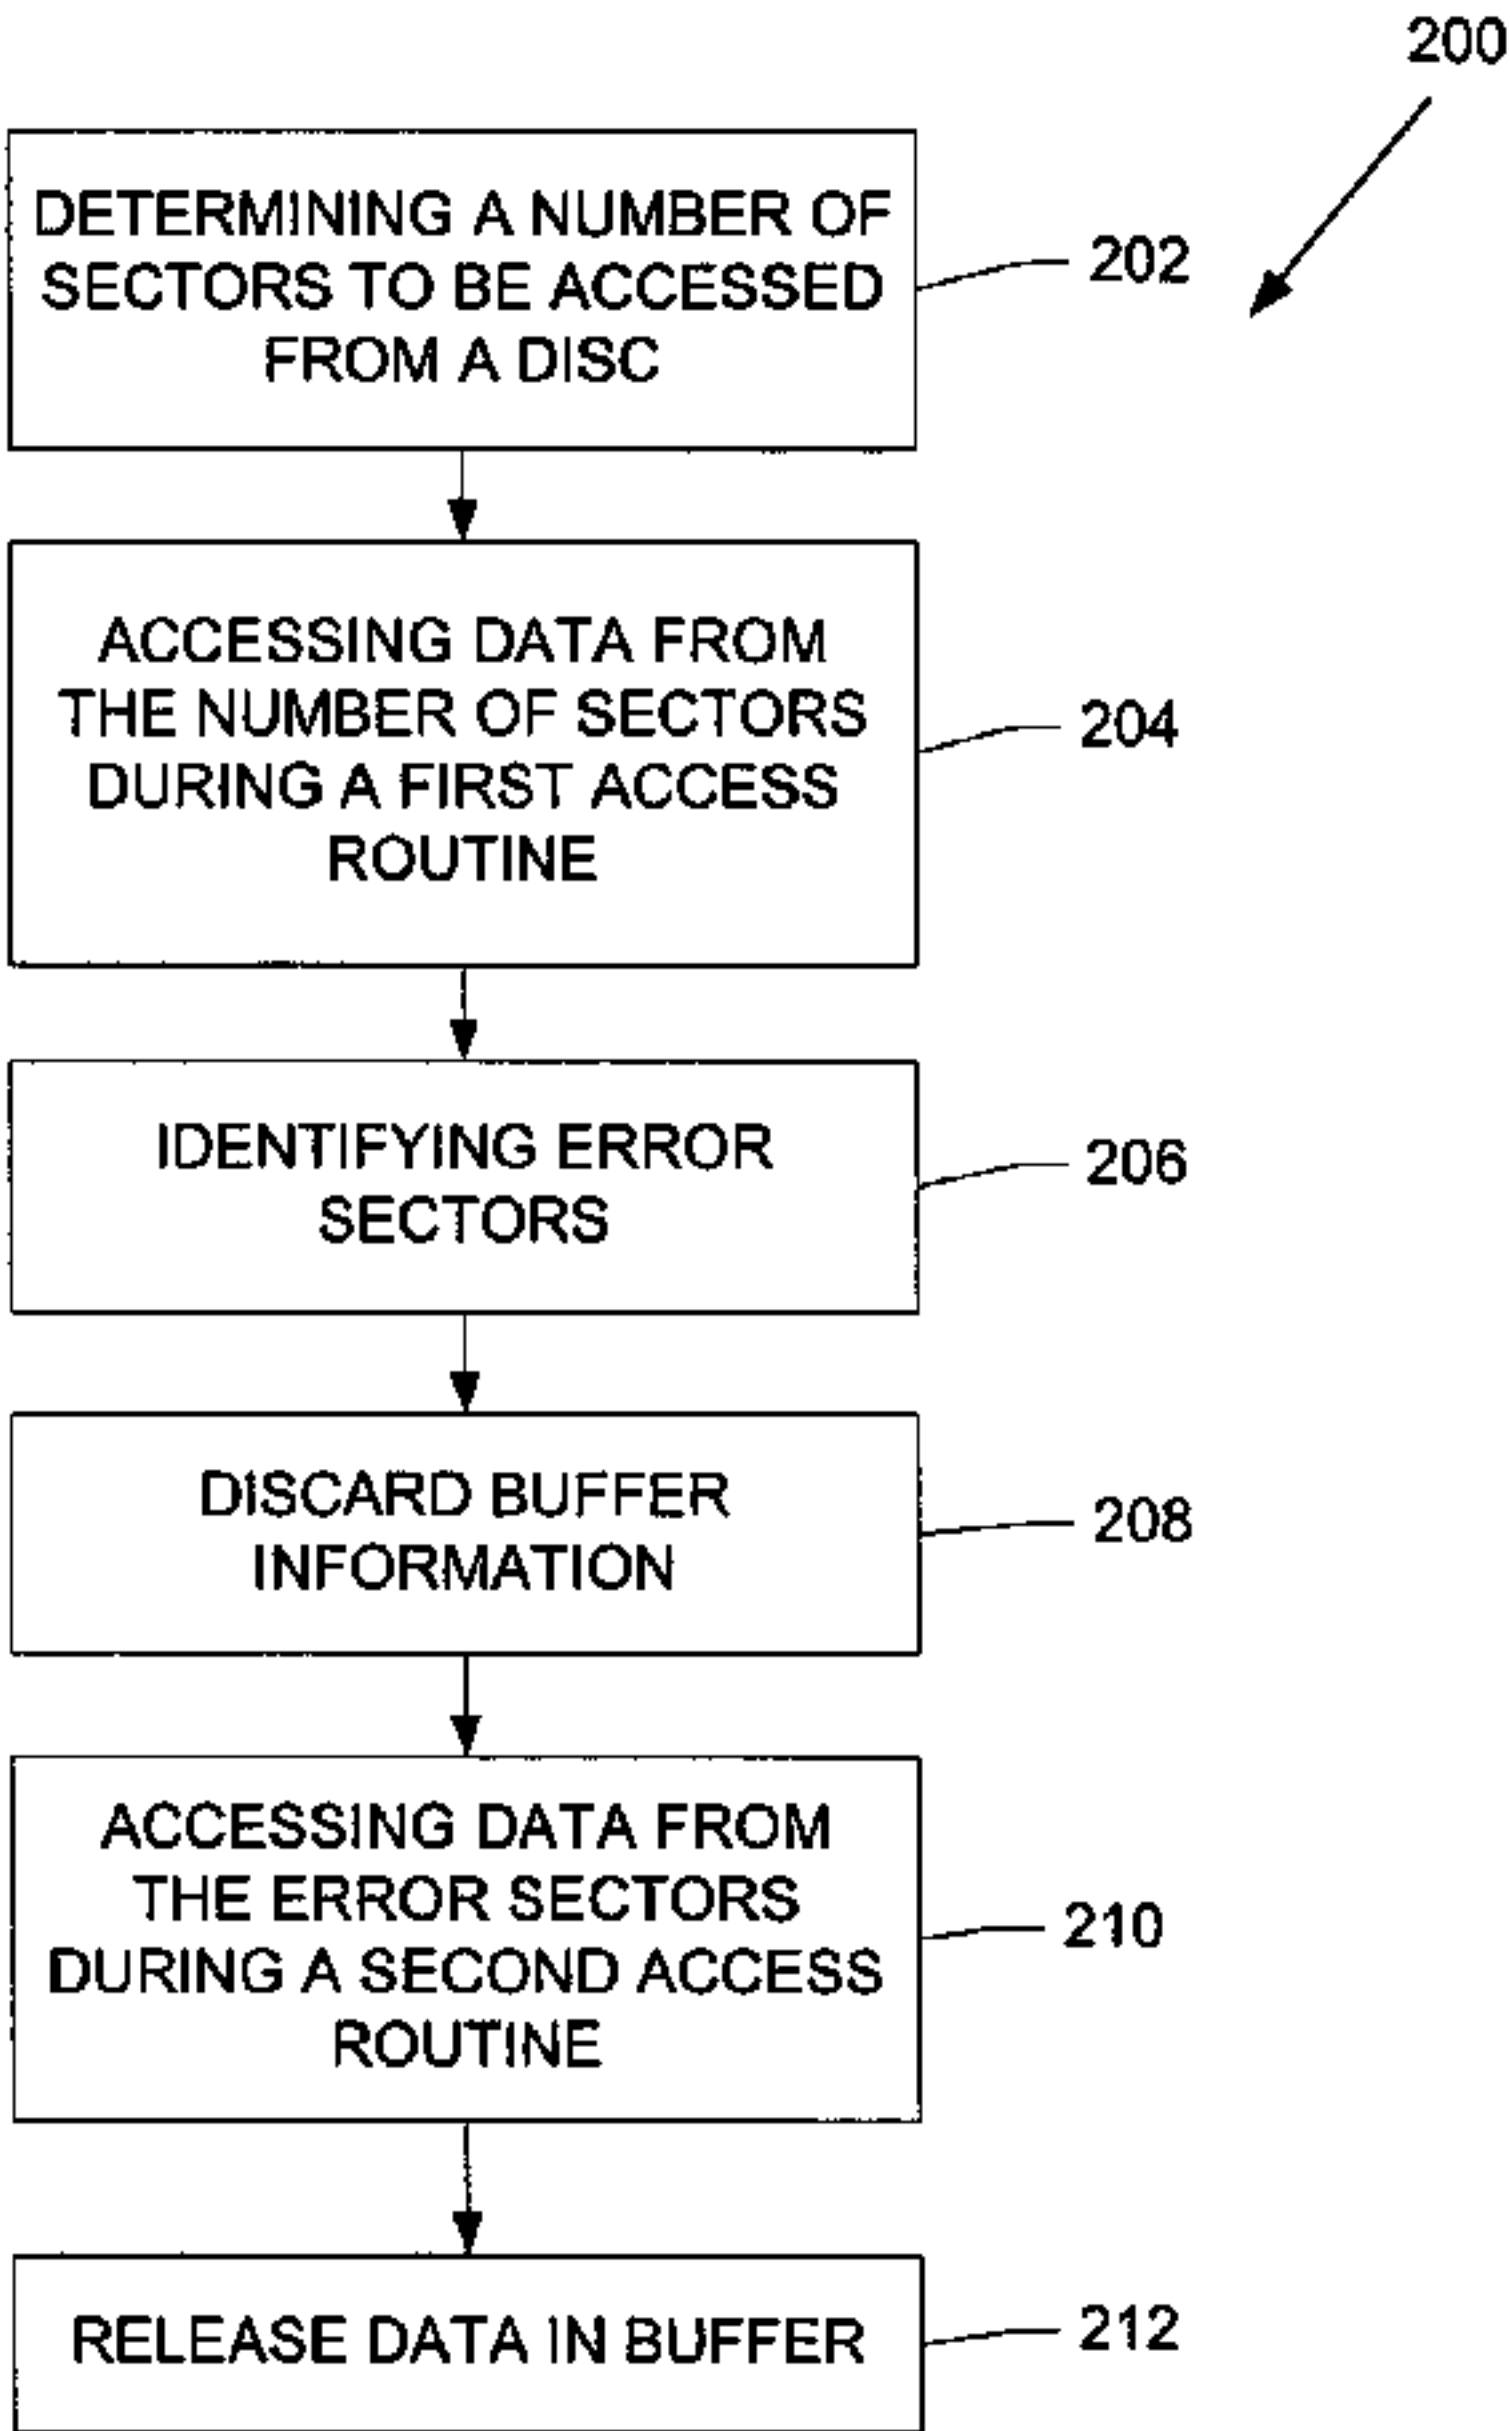 200
DETERMINING A NUMBER OF
SECTORS TO BE ACCESSED
FROM A DISC
202
ACCESSING DATA FROM
THE NUMBER OF SECTORS
DURING A FIRST ACCESS
ROUTINE
204
IDENTIFYING ERROR
SECTORS
206
DISCARD BUFFER
INFORMATION
208
ACCESSING DATA FROM
THE ERROR SECTORS
DURING A SECOND ACCESS
ROUTINE
210
RELEASE DATA IN BUFFER
212